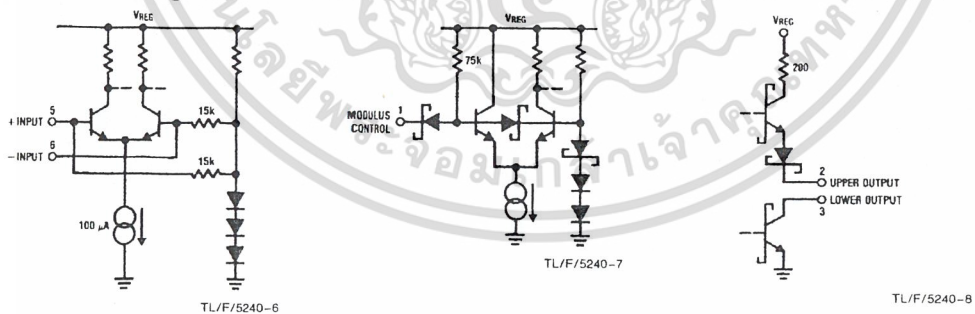 VREG
5
+ INPUT
6
- INPUT
15k
15k
100 μA
TL/F/5240-6
VREG
75k
MODULUS
CONTROL
1
TL/F/5240-7
VREG
200
2
UPPER OUTPUT
LOWER OUTPUT
3
TL/F/5240-8